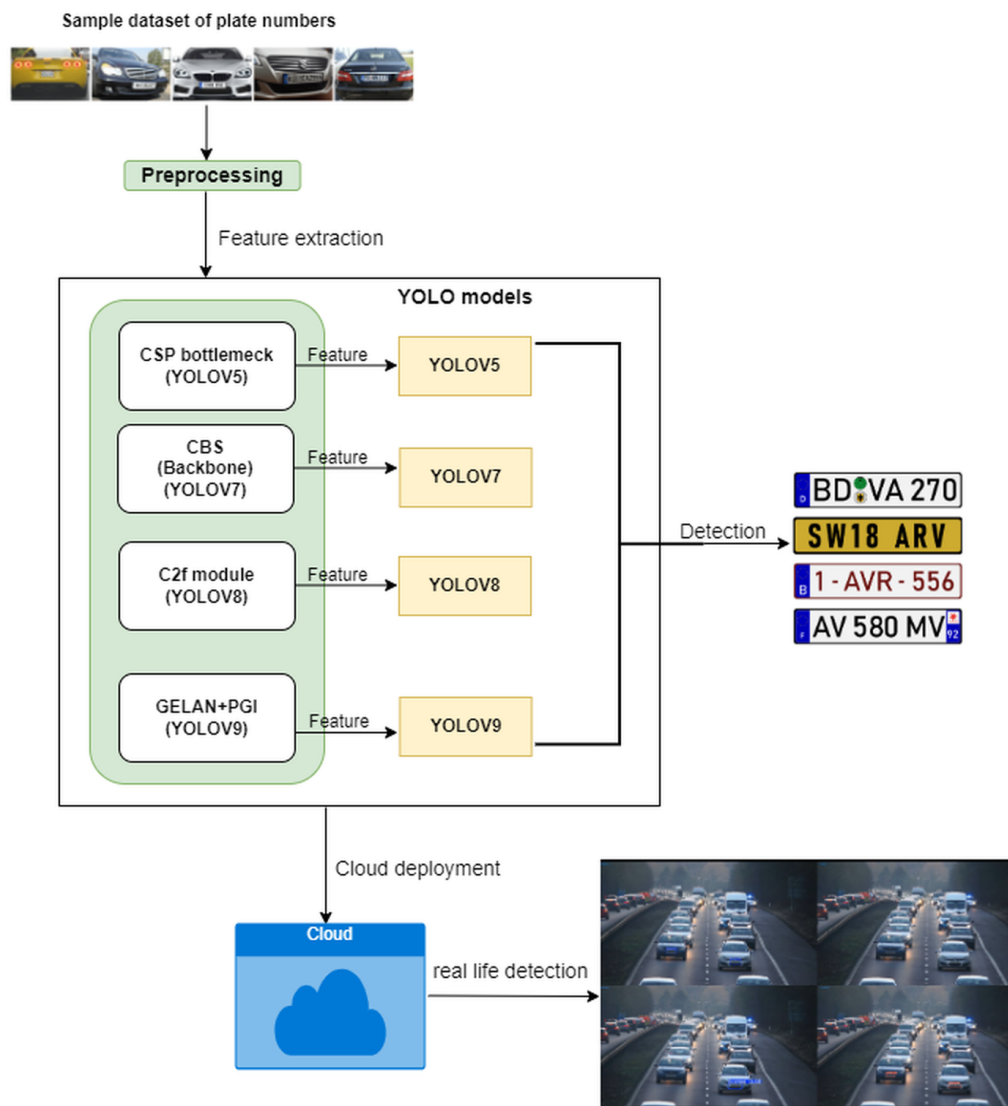 Sample dataset of plate numbers
Preprocessing
Feature extraction
YOLO models
CSP bottlemeck
(YOLOV5)
Feature
YOLOV5
CBS
(Backbone)
(YOLOV7)
Feature
YOLOV7
C2f module
(YOLOV8)
Feature
YOLOV8
GELAN+PGI
(YOLOV9)
Feature
YOLOV9
Detection
D BD VA 270
SW18 ARV
B 1 - AVR - 556
F AV 580 MV 92
Cloud deployment
Cloud
real life detection